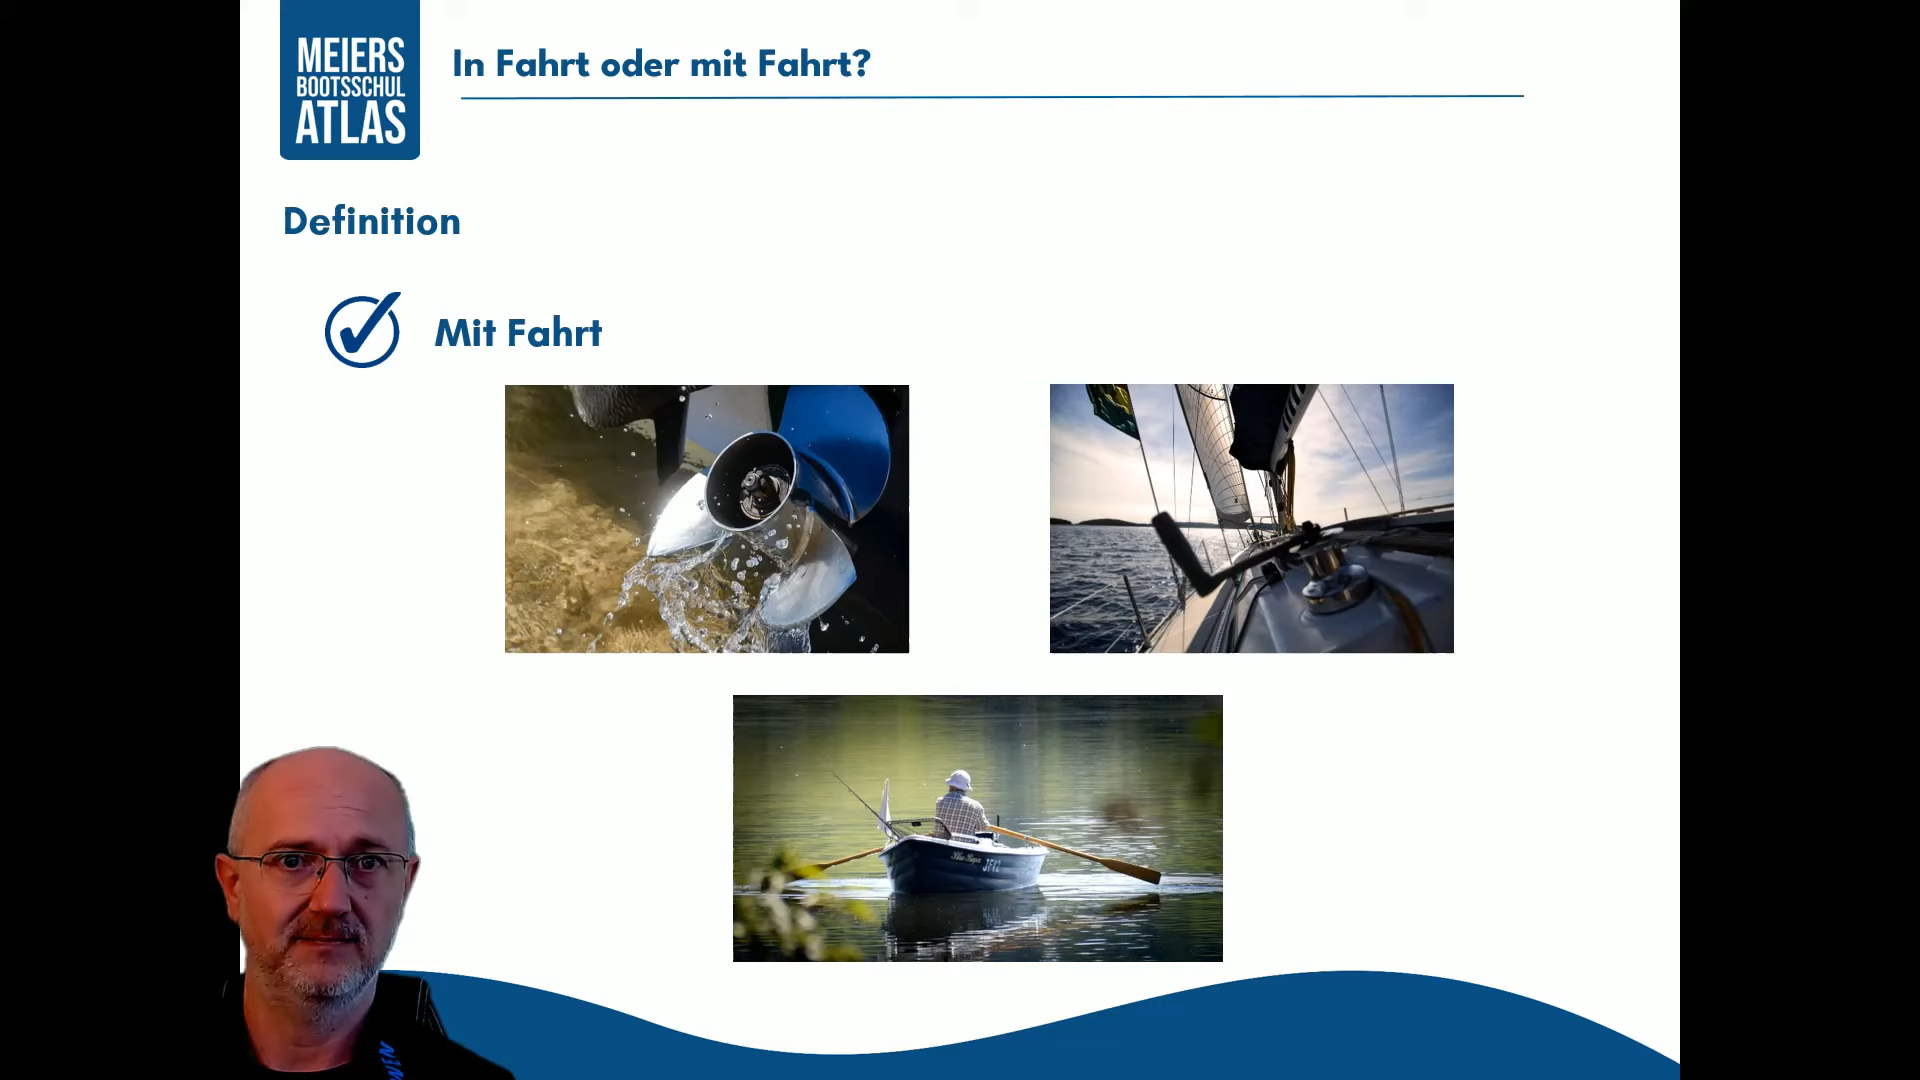 MEIERS
BOOTSSCHUL
ATLAS
In Fahrt oder mit Fahrt?
Definition
Mit Fahrt